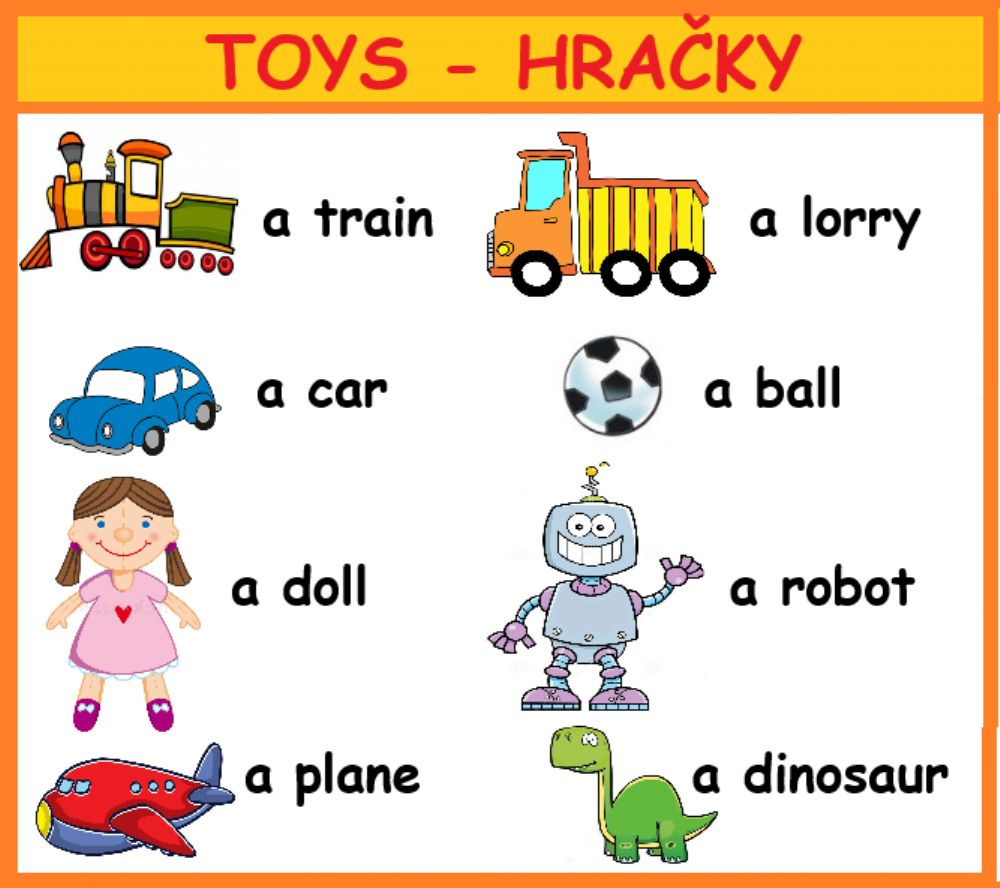 TOYS - HRAČKY
a train
a lorry
a car
a ball
a doll
a robot
a plane
a dinosaur